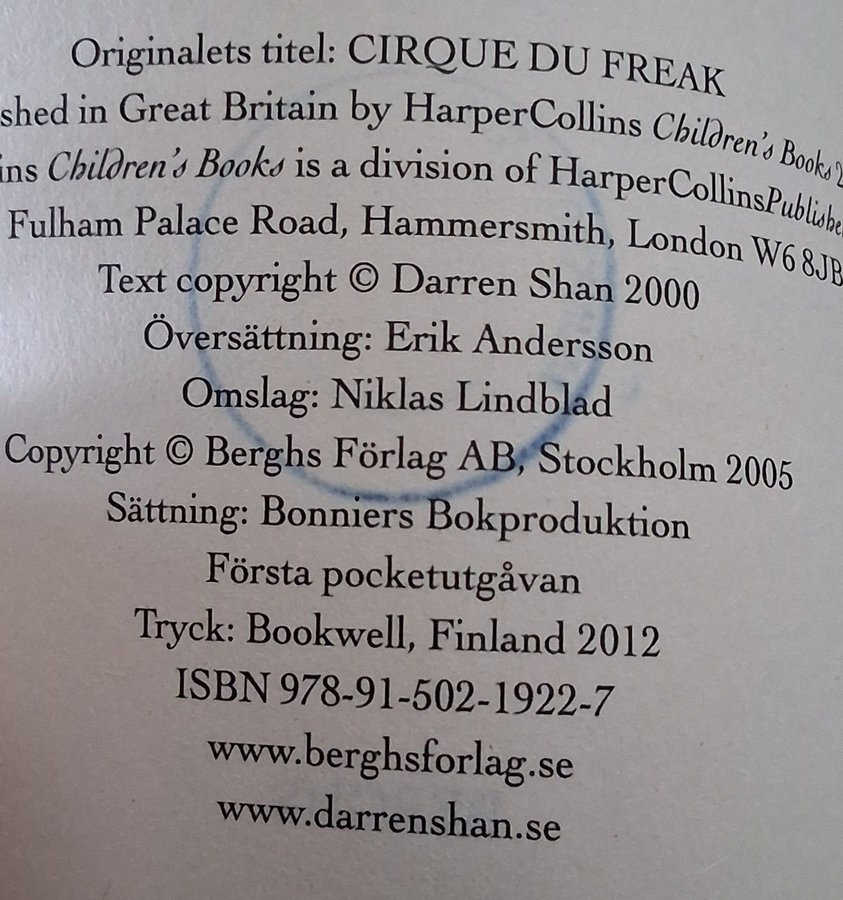 Originalets titel: CIRQUE DU FREAK
shed in Great Britain by HarperCollins Children's Books
ins Children's Books is a division of HarperCollinsPublishe
Fulham Palace Road, Hammersmith, London W6 8JB
Text copyright © Darren Shan 2000
Översättning: Erik Andersson
Omslag: Niklas Lindblad
Copyright © Berghs Förlag AB, Stockholm 2005
Sättning: Bonniers Bokproduktion
Första pocketutgåvan
Tryck: Bookwell, Finland 2012
ISBN 978-91-502-1922-7
www.berghsforlag.se
www.darrenshan.se